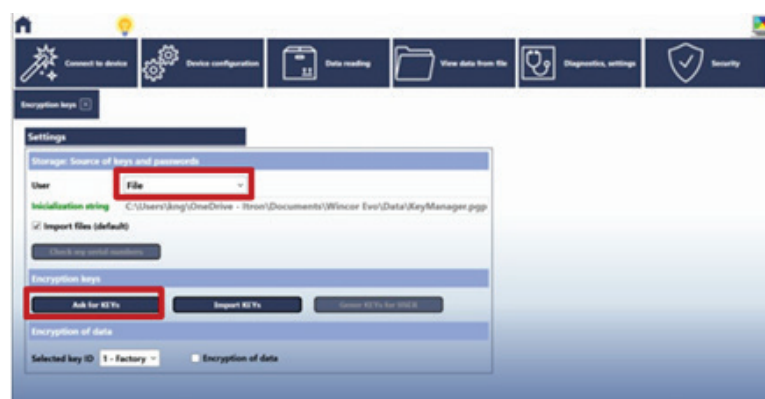 Connect to device
Device configuration
Data reading
View data from file
Diagnostics, settings
Security
Encryption keys
Settings
Storage: Source of keys and passwords
User
File
Inicialization string
C:\Users\kng\OneDrive - Itron\Documents\Wincor Evo\Data\KeyManager.pgp
Import files (default)
Check my serial numbers
Encryption keys
Ask for KEYs
Import KEYs
Encryption of data
Selected key ID
1 - Factory
Encryption of data